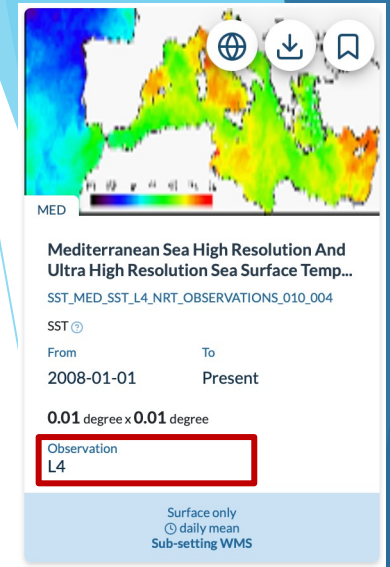 MED
Mediterranean Sea High Resolution And
Ultra High Resolution Sea Surface Temp...
SST_MED_SST_L4_NRT_OBSERVATIONS_010_004
SST
From To
2008-01-01 Present
0.01 degree x 0.01 degree
Observation
L4
Surface only
daily mean
Sub-setting WMS